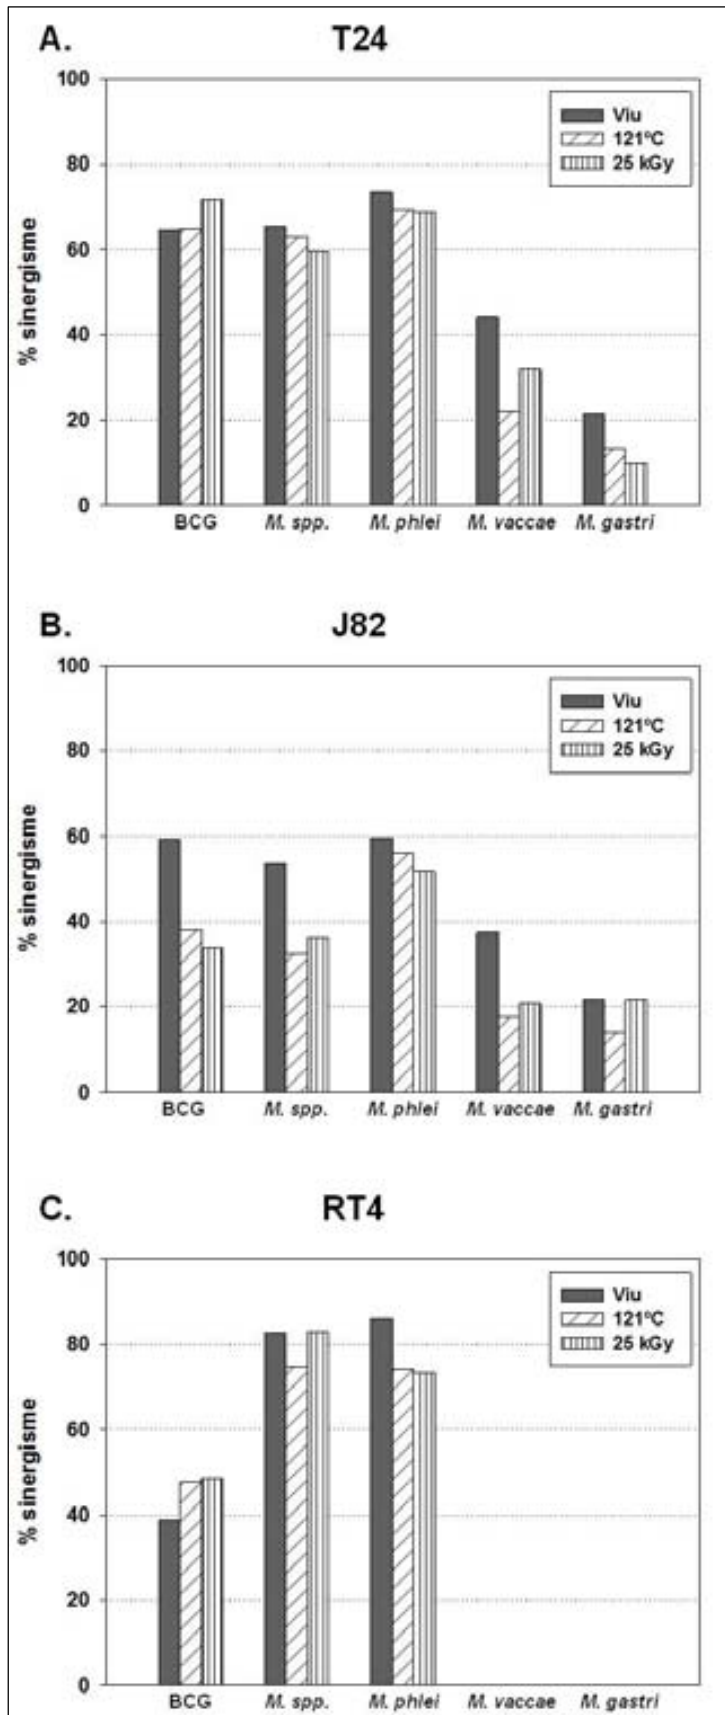 A. T24
100
80
60
40
20
0
% sinergisme
Viu
121ºC
25 kGy
BCG M. spp. M. phlei M. vaccae M. gastri
B. J82
100
80
60
40
20
0
% sinergisme
Viu
121ºC
25 kGy
BCG M. spp. M. phlei M. vaccae M. gastri
C. RT4
100
80
60
40
20
0
% sinergisme
Viu
121ºC
25 kGy
BCG M. spp. M. phlei M. vaccae M. gastri